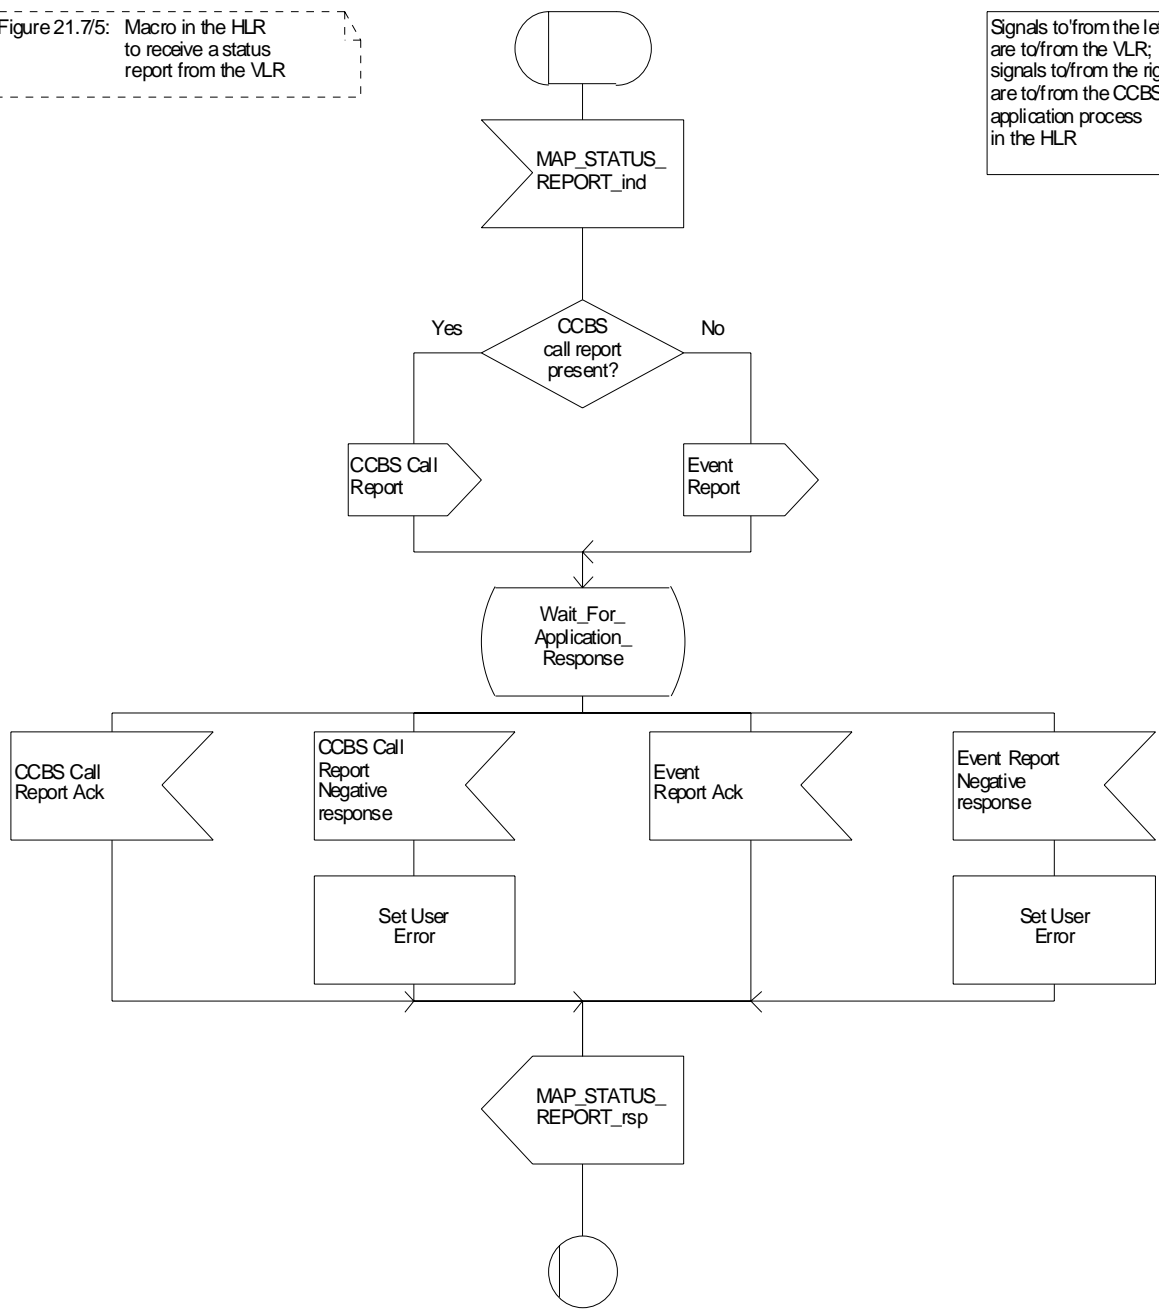 Figure 21.7/5: Macro in the HLR
to receive a status
report from the VLR
Signals to'from the
are to/from the VLR;
signals to/from the
are to/from the CCBS
application process
in the HLR
MAP_STATUS_
REPORT_ind
Yes
CCBS
call report
present?
No
CCBS Call
Report
Event
Report
Wait_For_
Application_
Response
CCBS Call
Report Ack
CCBS Call
Report
Negative
response
Event
Report Ack
Event Report
Negative
response
Set User
Error
Set User
Error
MAP_STATUS_
REPORT_rsp